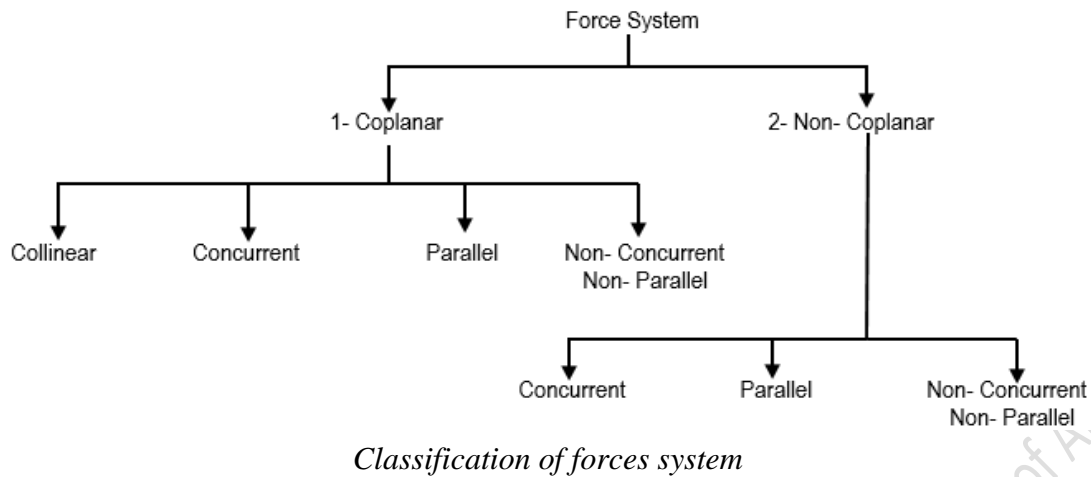 Force System
1- Coplanar
2- Non- Coplanar
Collinear
Concurrent
Parallel
Non- Concurrent
Non- Parallel
Concurrent
Parallel
Non- Concurrent
Non- Parallel
Classification of forces system
of